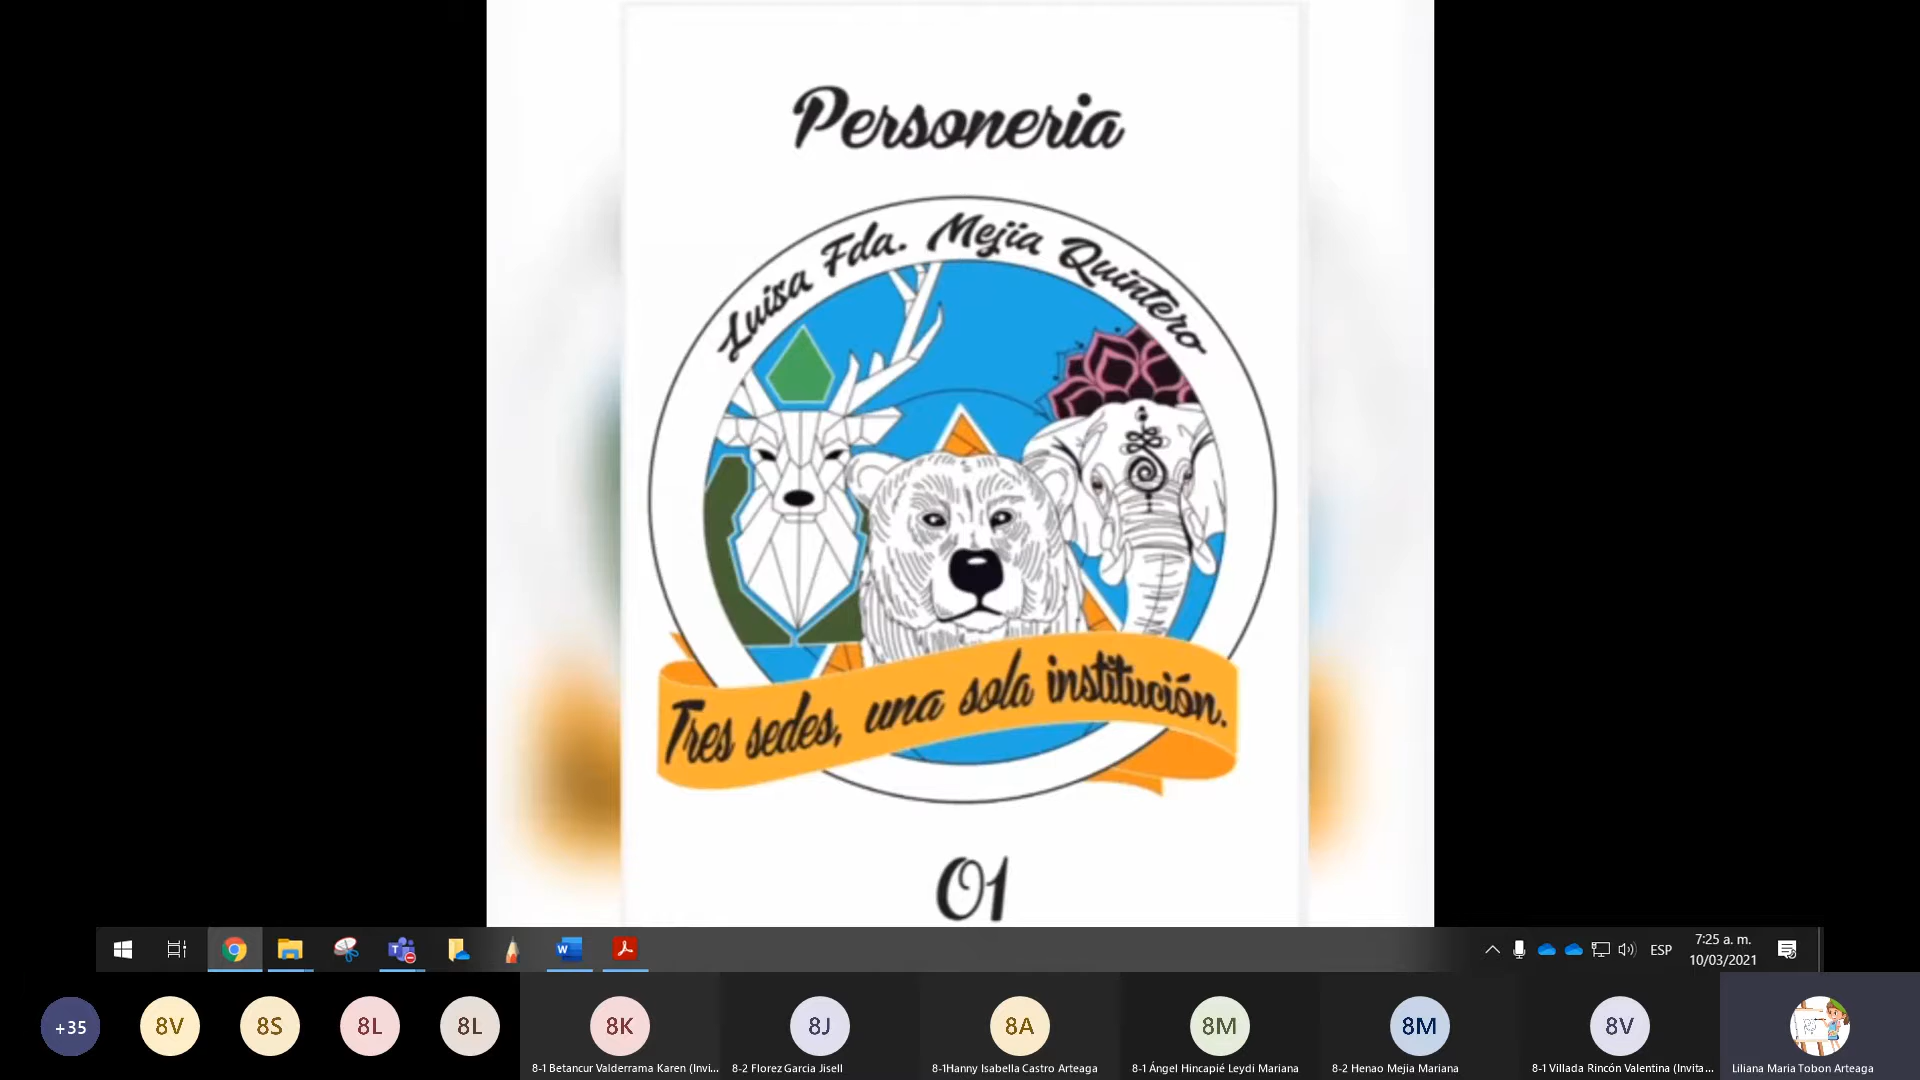 Personeria
Luisa Fda. Mejia Quintero
Tres sedes, una sola institución.
01
ESP
7:25 a. m.
10/03/2021
+35
8V
8S
8L
8L
8K
8J
8A
8M
8M
8V
8-1 Betancur Valderrama Karen (Invi...
8-2 Florez Garcia Jisell
8-1Hanny Isabella Castro Arteaga
8-1 Ángel Hincapié Leydi Mariana
8-2 Henao Mejia Mariana
8-1 Villada Rincón Valentina (Invita...
Liliana Maria Tobon Arteaga